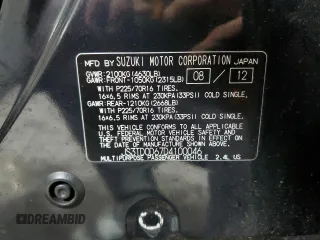 MFD BY SUZUKI MOTOR CORPORATION JAPAN
GVWR:2100KG(4630LB) 08 / 12
GAWR:FRONT-1050KG(2315LB)
WITH P225/70R16 TIRES,
16x6.5 RIMS AT 230KPA(33PSI) COLD SINGLE,
GAWR:REAR-1210KG(2668LB)
WITH P225/70R16 TIRES,
16x6.5 RIMS AT 230KPA(33PSI) COLD SINGLE.
THIS VEHICLE CONFORMS TO ALL APPLICABLE
FEDERAL MOTOR VEHICLE SAFETY AND
THEFT PREVENTION STANDARDS IN EFFECT ON
THE DATE OF MANUFACTURE SHOWN ABOVE.
JS3TD0D67D4100046
MULTIPURPOSE PASSENGER VEHICLE 2.4L US
©AUTOBIDMASTER
DREAMBID